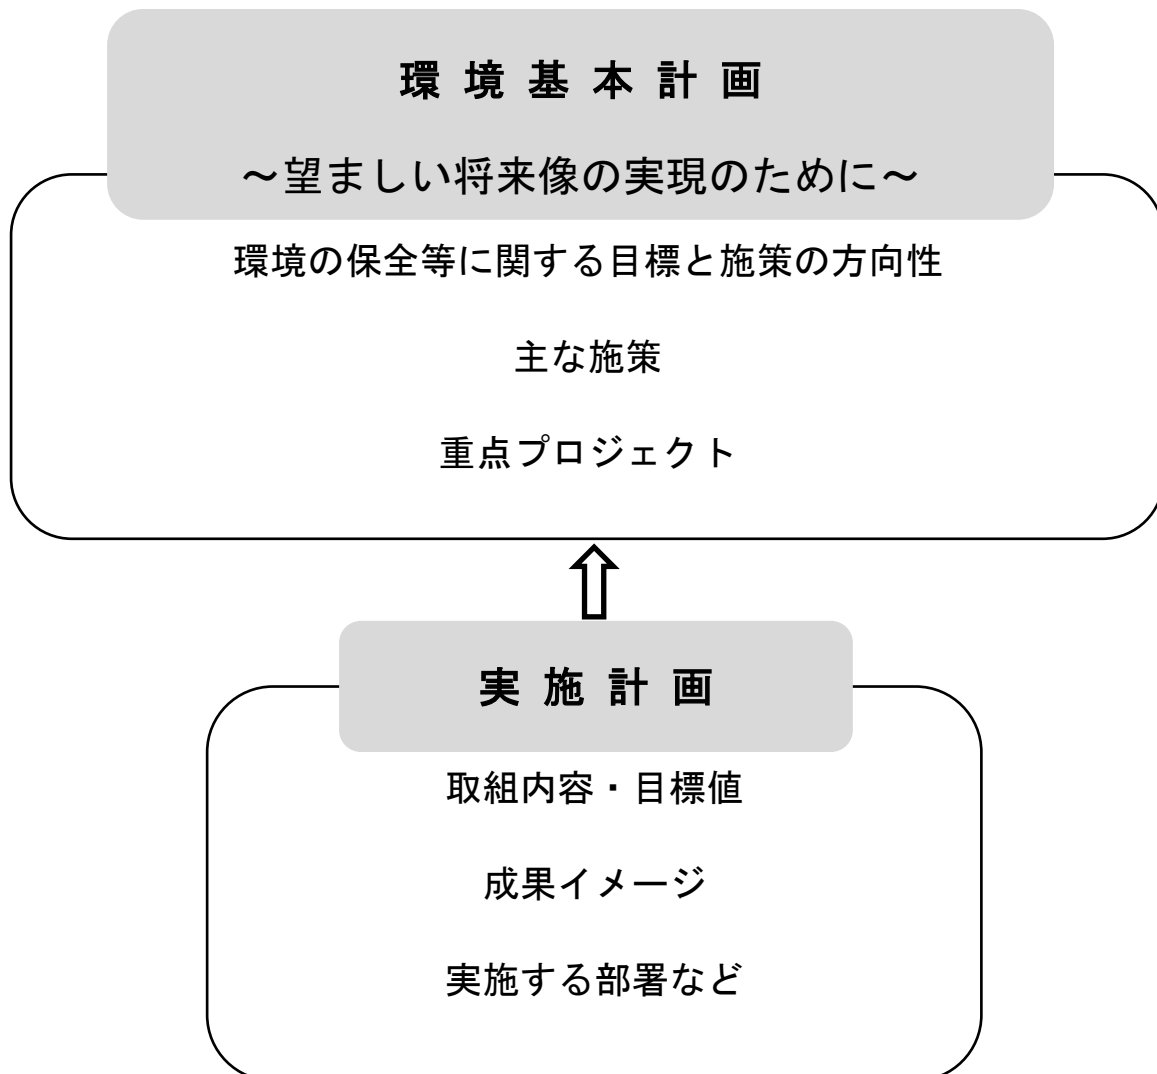 環境基本計画
～望ましい将来像の実現のために～
環境の保全等に関する目標と施策の方向性
主な施策
重点プロジェクト
実施計画
取組内容・目標値
成果イメージ
実施する部署など